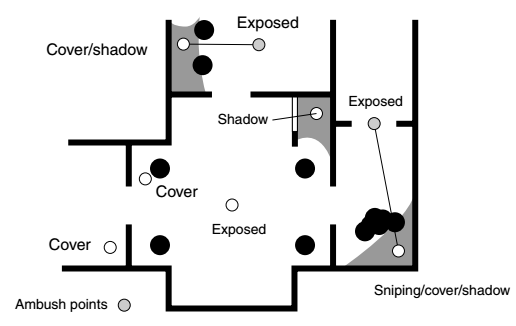 Exposed
Cover/shadow
Exposed
Shadow
Cover
Exposed
Cover
Sniping/cover/shadow
Ambush points